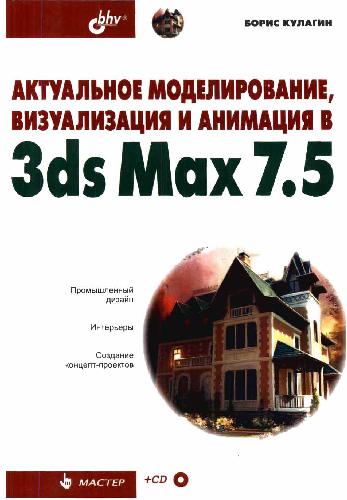 bhv®
БОРИС КУЛАГИН
АКТУАЛЬНОЕ МОДЕЛИРОВАНИЕ,
ВИЗУАЛИЗАЦИЯ И АНИМАЦИЯ В
3ds Max 7.5
Промышленный
дизайн
Интерьеры
Создание
концепт-проектов
МАСТЕР
+CD